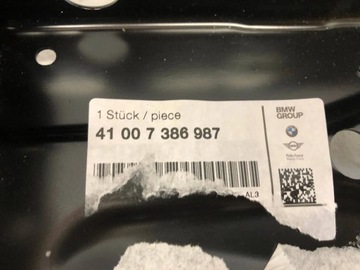 1 Stück / piece
41 00 7 386 987
BMW
GROUP
AL3